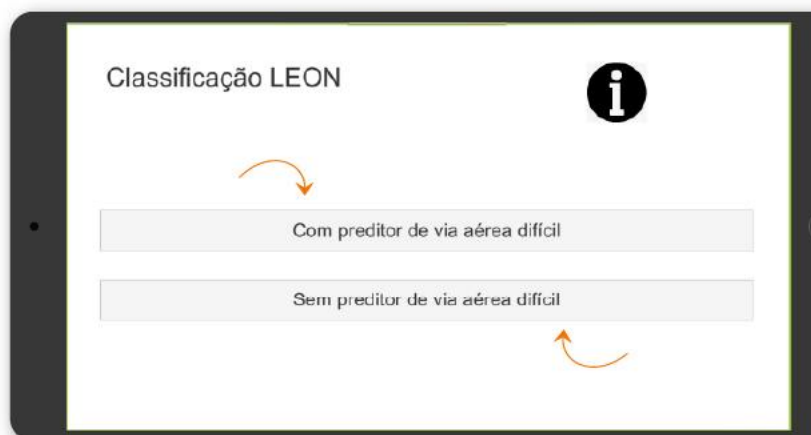 Classificação LEON
i
Com preditor de via aérea difícil
Sem preditor de via aérea difícil